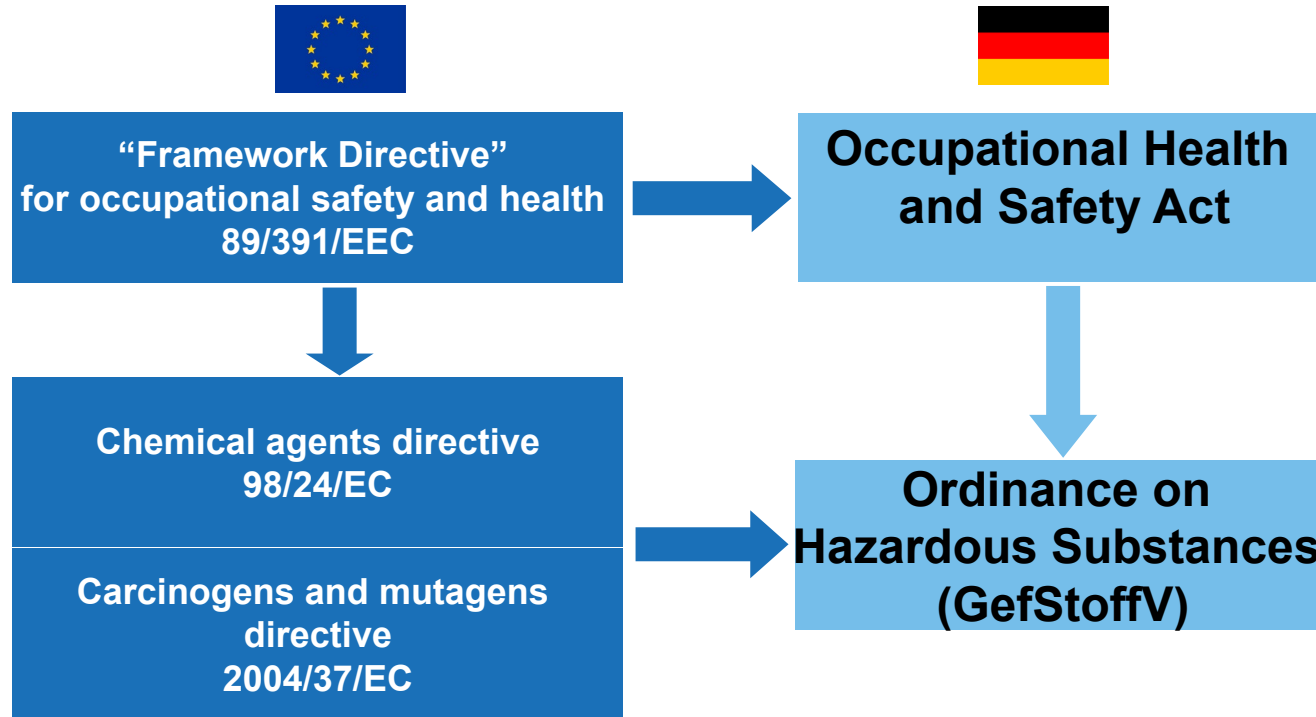 “Framework Directive”
for occupational safety and health
89/391/EEC
Occupational Health
and Safety Act
Chemical agents directive
98/24/EC
Carcinogens and mutagens
directive
2004/37/EC
Ordinance on
Hazardous Substances
(GefStoffV)